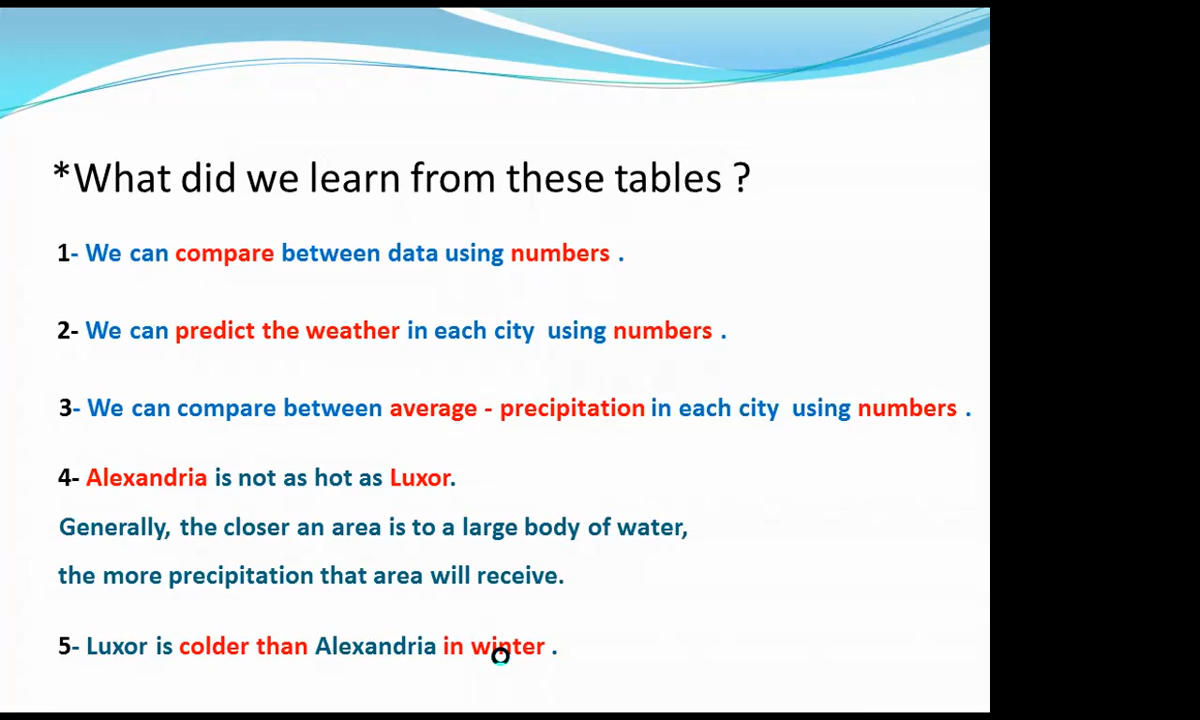 *What did we learn from these tables ?
1- We can compare between data using numbers .
2- We can predict the weather in each city using numbers .
3- We can compare between average - precipitation in each city using numbers .
4- Alexandria is not as hot as Luxor.
Generally, the closer an area is to a large body of water,
the more precipitation that area will receive.
5- Luxor is colder than Alexandria in winter .